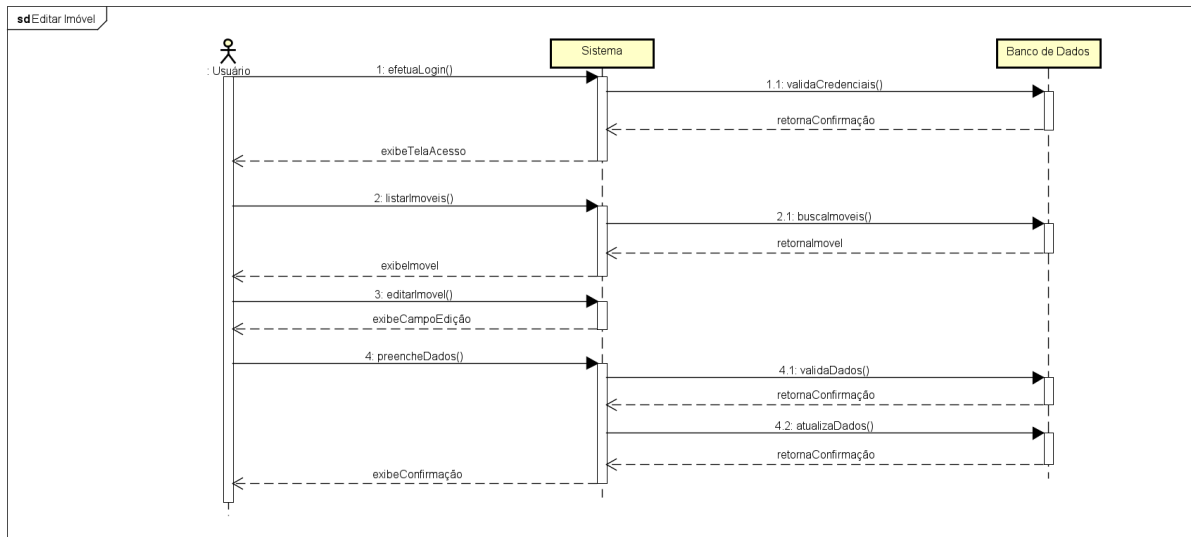 sd Editar Imóvel
Sistema
Banco de Dados
: Usuário
1: efetuaLogin()
1.1: validaCredenciais()
retornaConfirmação
exibeTelaAcesso
2: listarImoveis()
2.1: buscaImoveis()
retornaImovel
exibeImovel
3: editarImovel()
exibeCampoEdição
4: preencheDados()
4.1: validaDados()
retornaConfirmação
4.2: atualizaDados()
retornaConfirmação
exibeConfirmação